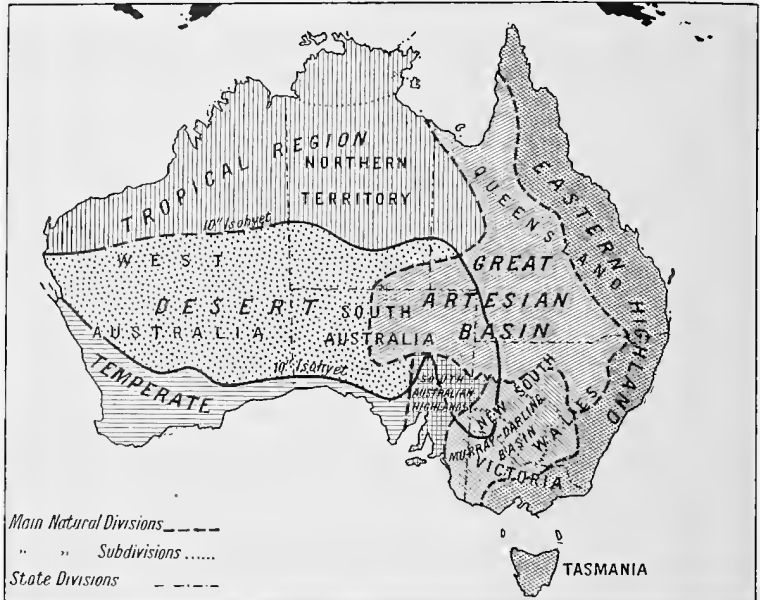 TROPICAL REGION
NORTHERN
TERRITORY
10" Isohyet
WEST
DESERT
AUSTRALIA
TEMPERATE
SOUTH
AUSTRALIA
10" Isohyet
QUEENSLAND
EASTERN HIGHLAND
GREAT
ARTESIAN
BASIN
SOUTH
AUSTRALIAN
HIGHLANDS
NEW SOUTH
WALES
MURRAY-DARLING
BASIN
VICTORIA
TASMANIA
Main Natural Divisions
" " Subdivisions
State Divisions